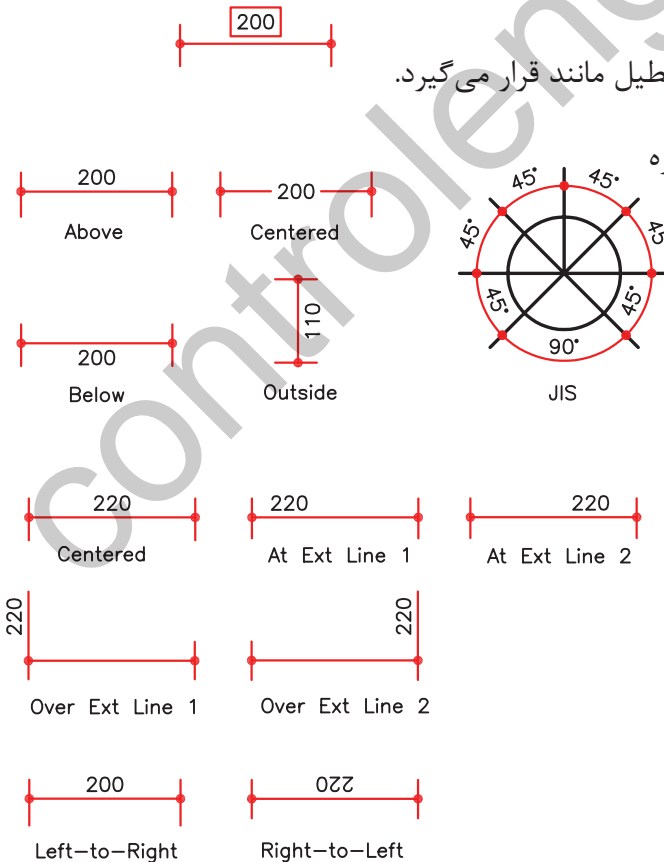 200
مانند قرار می‌گیرد.
200
Above
200
Centered
45°
45°
45°
45°
45°
45°
90°
JIS
200
Below
110
Outside
220
Centered
220
At Ext Line 1
220
At Ext Line 2
220
Over Ext Line 1
220
Over Ext Line 2
200
Left-to-Right
220
Right-to-Left
controleng